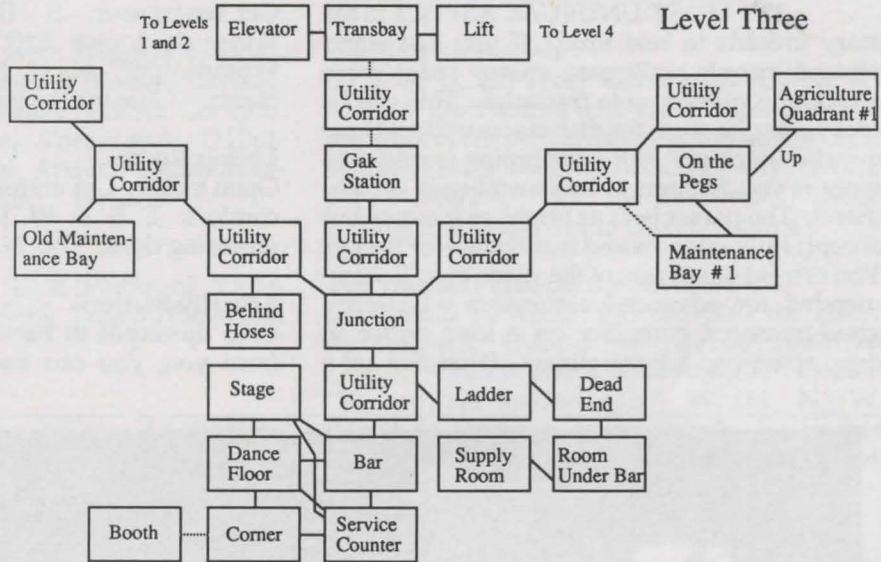 Level Three
To Levels
1 and 2
Elevator
Transbay
Lift
To Level 4
Utility
Corridor
Utility
Corridor
Utility
Corridor
Agriculture
Quadrant #1
Utility
Corridor
Gak
Station
Utility
Corridor
On the
Pegs
Up
Old Mainten-
ance Bay
Utility
Corridor
Utility
Corridor
Utility
Corridor
Maintenance
Bay # 1
Behind
Hoses
Junction
Stage
Utility
Corridor
Ladder
Dead
End
Dance
Floor
Bar
Supply
Room
Room
Under Bar
Booth
Corner
Service
Counter